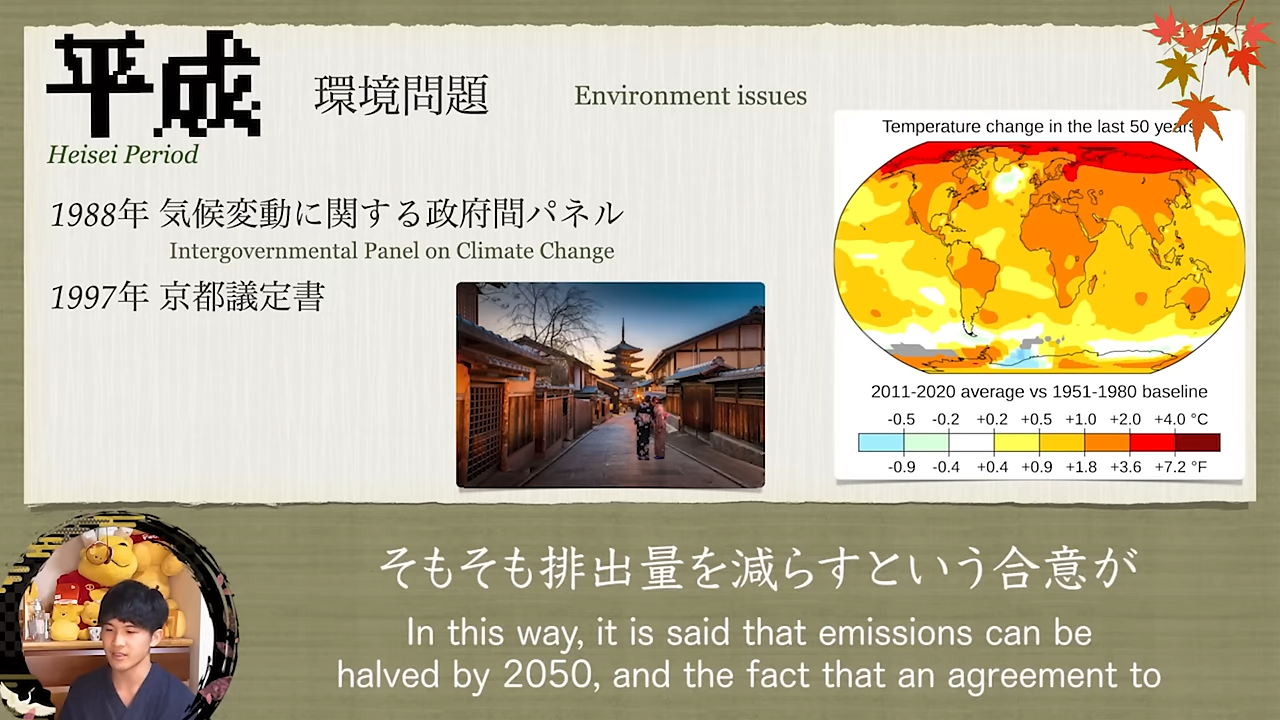 平成
環境問題
Environment issues
Heisei Period
1988年 気候変動に関する政府間パネル
Intergovernmental Panel on Climate Change
1997年 京都議定書
Temperature change in the last 50 years
2011-2020 average vs 1951-1980 baseline
-0.5 -0.2 +0.2 +0.5 +1.0 +2.0 +4.0 °C
-0.9 -0.4 +0.4 +0.9 +1.8 +3.6 +7.2 °F
そもそも排出量を減らすという合意が
In this way, it is said that emissions can be
halved by 2050, and the fact that an agreement to